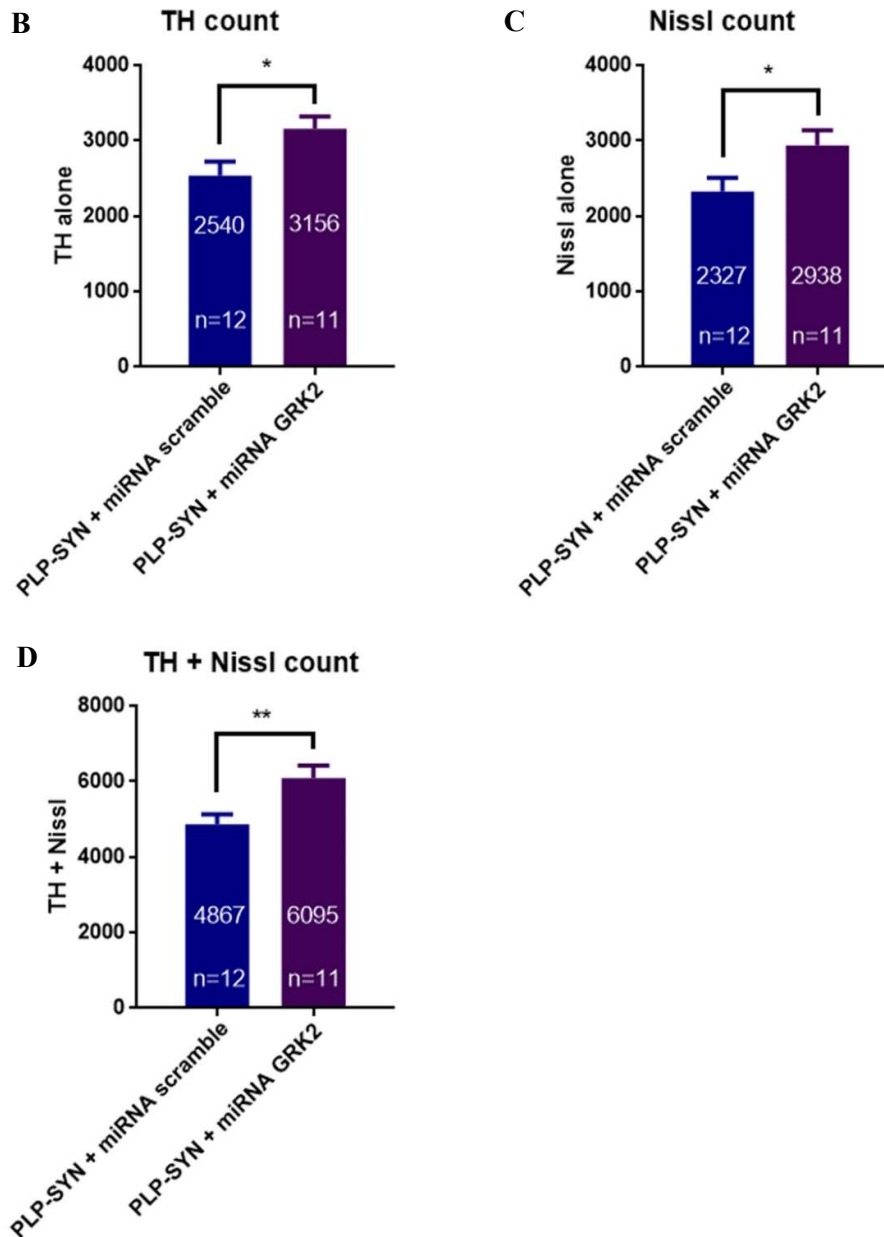 B
TH count
4000
3000
2000
1000
0
TH alone
*
2540
3156
n=12
n=11
PLP-SYN + miRNA scramble
PLP-SYN + miRNA GRK2
C
Nissl count
4000
3000
2000
1000
0
Nissl alone
*
2327
2938
n=12
n=11
PLP-SYN + miRNA scramble
PLP-SYN + miRNA GRK2
D
TH + Nissl count
8000
6000
4000
2000
0
TH + Nissl
**
4867
6095
n=12
n=11
PLP-SYN + miRNA scramble
PLP-SYN + miRNA GRK2